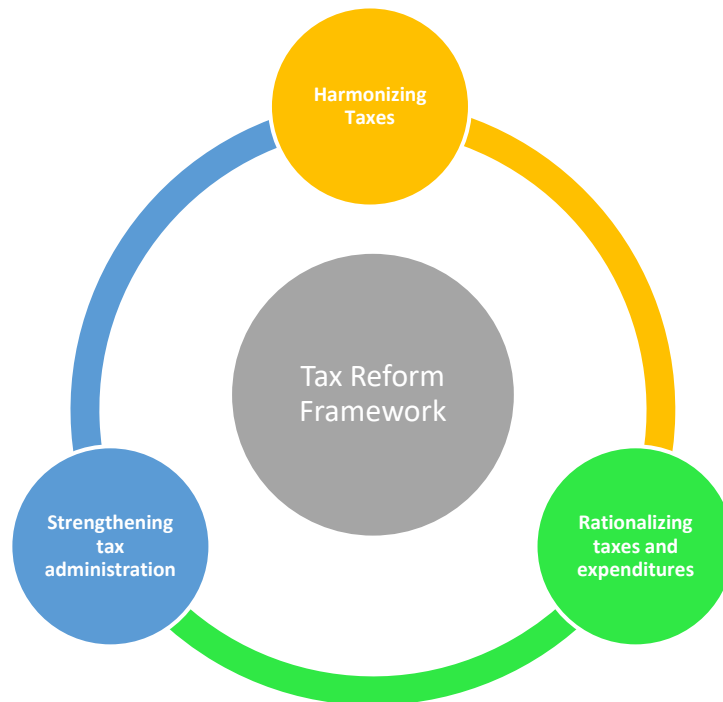 Harmonizing
Taxes
Tax Reform
Framework
Strengthening
tax
administration
Rationalizing
taxes and
expenditures